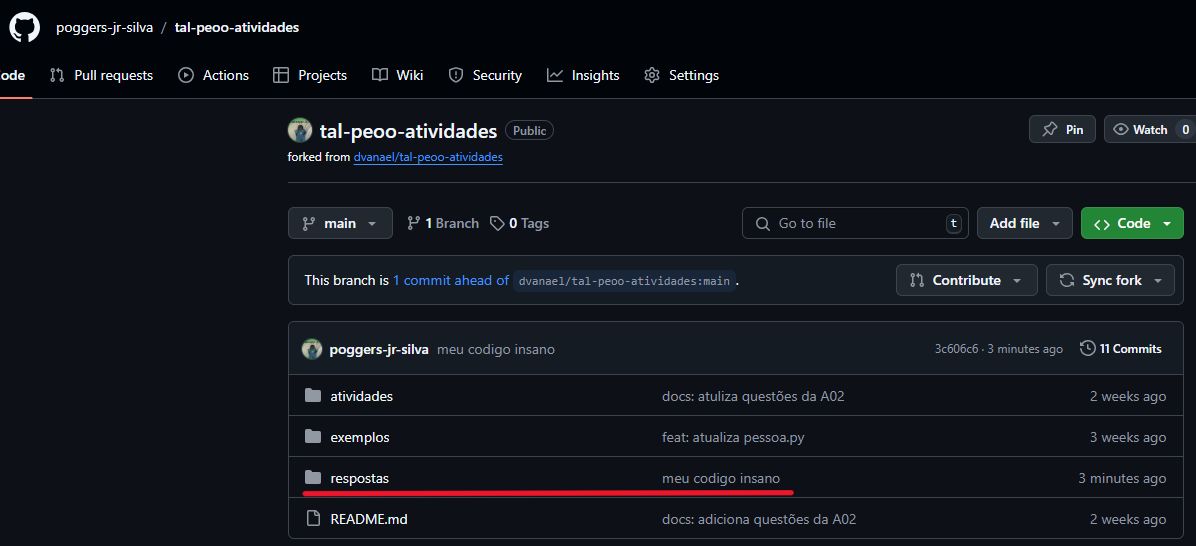 poggers-jr-silva / tal-peoo-atividades
ode Pull requests Actions Projects Wiki Security Insights Settings
tal-peoo-atividades Public Pin Watch 0
forked from dvanael/tal-peoo-atividades
main 1 Branch 0 Tags Go to file t Add file Code
This branch is 1 commit ahead of dvanael/tal-peoo-atividades:main . Contribute Sync fork
poggers-jr-silva meu codigo insano 3c606c6 · 3 minutes ago 11 Commits
atividades docs: atuliza questões da A02 2 weeks ago
exemplos feat: atualiza pessoa.py 3 weeks ago
respostas meu codigo insano 3 minutes ago
README.md docs: adiciona questões da A02 2 weeks ago